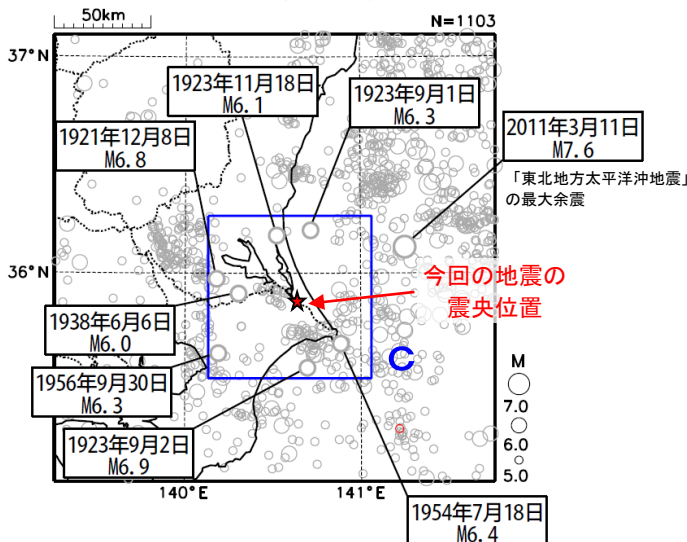 50km
N=1103
37°N
1923年11月18日
M6.1
1923年9月1日
M6.3
1921年12月8日
M6.8
2011年3月11日
M7.6
「東北地方太平洋沖地震」
の最大余震
36°N
今回の地震の
震央位置
1938年6月6日
M6.0
1956年9月30日
M6.3
C
1923年9月2日
M6.9
M
7.0
6.0
5.0
140°E
141°E
1954年7月18日
M6.4